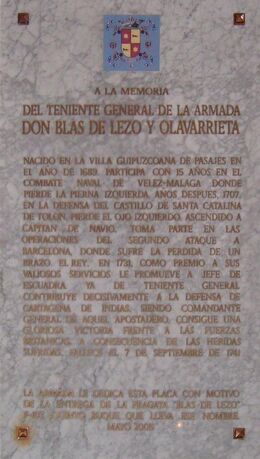 A LA MEMORIA
DEL TENIENTE GENERAL DE LA ARMADA
DON BLAS DE LEZO Y OLAVARRIETA
NACIDO EN LA VILLA GUIPUZCOANA DE PASAJES EN
EL AÑO DE 1689. PARTICIPA CON 15 AÑOS EN EL
COMBATE NAVAL DE VELEZ-MALAGA DONDE
PIERDE LA PIERNA IZQUIERDA. AÑOS DESPUES, 1707,
EN LA DEFENSA DEL CASTILLO DE SANTA CATALINA
DE TOLON, PIERDE EL OJO IZQUIERDO. ASCENDIDO A
CAPITAN DE NAVIO, TOMA PARTE EN LAS
OPERACIONES DEL SEGUNDO ATAQUE A
BARCELONA, DONDE SUFRE LA PERDIDA DE UN
BRAZO. EL REY, EN 1731, COMO PREMIO A SUS
VALIOSOS SERVICIOS LE PROMUEVE A JEFE DE
ESCUADRA. YA DE TENIENTE GENERAL
CONTRIBUYE DECISIVAMENTE A LA DEFENSA DE
CARTAGENA DE INDIAS, SIENDO COMANDANTE
GENERAL DE AQUEL APOSTADERO, CONSIGUE UNA
GLORIOSA VICTORIA FRENTE A LAS FUERZAS
BRITANICAS. A CONSECUENCIA DE LAS HERIDAS
SUFRIDAS, FALLECE EL 7 DE SEPTIEMBRE DE 1741
LA ARMADA LE DEDICA ESTA PLACA CON MOTIVO
DE LA ENTREGA DE LA FRAGATA "BLAS DE LEZO"
F-103 QUINTO BUQUE QUE LLEVA ESE NOMBRE.
MAYO 2005